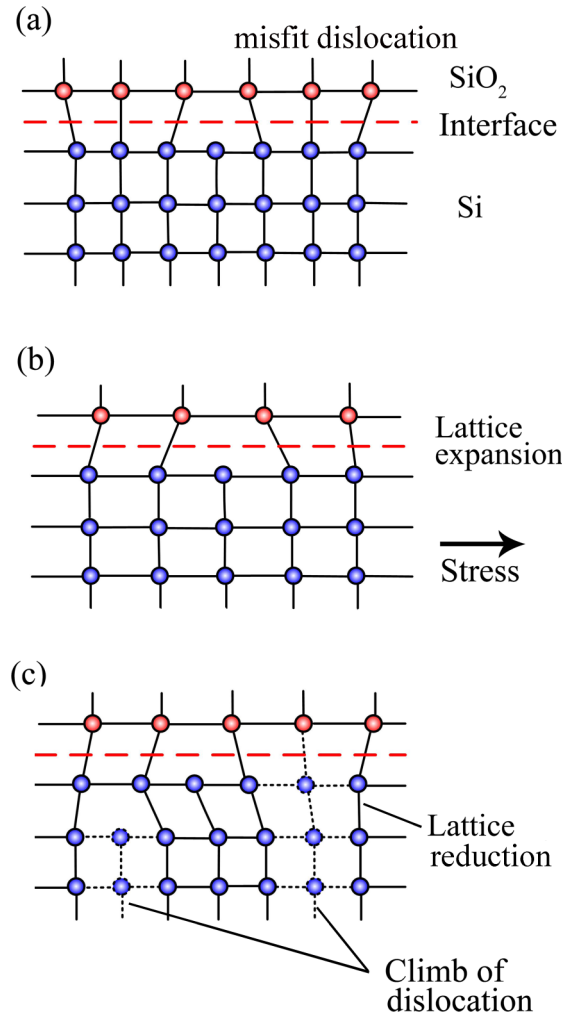 (a)
misfit dislocation
SiO₂
Interface
Si
(b)
Lattice
expansion
Stress
(c)
Lattice
reduction
Climb of
dislocation